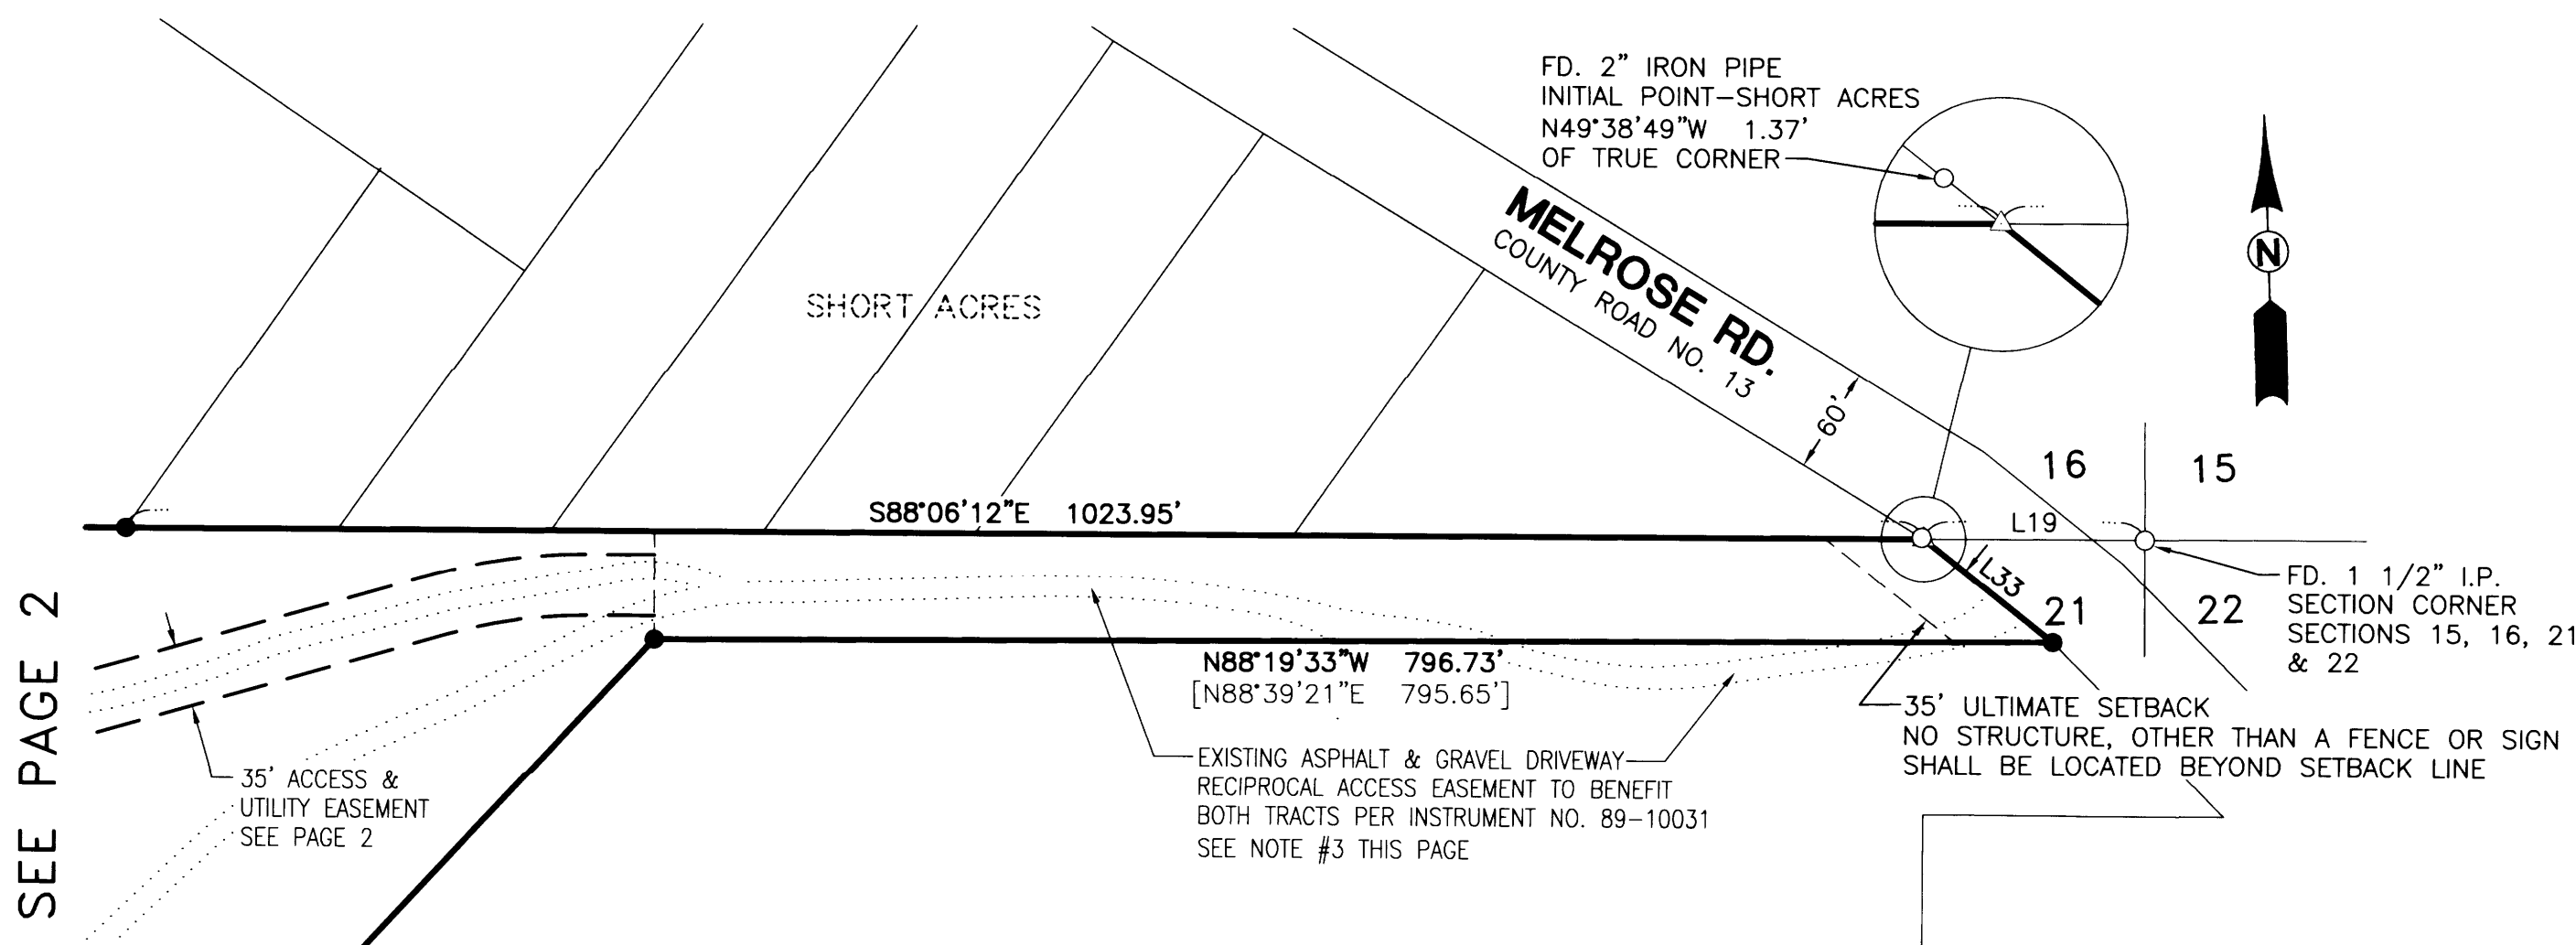 FD. 2" IRON PIPE
INITIAL POINT-SHORT ACRES
N49°38'49"W 1.37'
OF TRUE CORNER
N
MELROSE RD.
COUNTY ROAD NO. 13
SHORT ACRES
60'
16
15
S88°06'12"E 1023.95'
L19
L33
21
22
FD. 1 1/2" I.P.
SECTION CORNER
SECTIONS 15, 16, 21
& 22
N88°19'33"W 796.73'
[N88°39'21"E 795.65']
35' ULTIMATE SETBACK
NO STRUCTURE, OTHER THAN A FENCE OR SIGN
SHALL BE LOCATED BEYOND SETBACK LINE
EXISTING ASPHALT & GRAVEL DRIVEWAY
RECIPROCAL ACCESS EASEMENT TO BENEFIT
BOTH TRACTS PER INSTRUMENT NO. 89-10031
SEE NOTE #3 THIS PAGE
35' ACCESS &
UTILITY EASEMENT
SEE PAGE 2
SEE PAGE 2